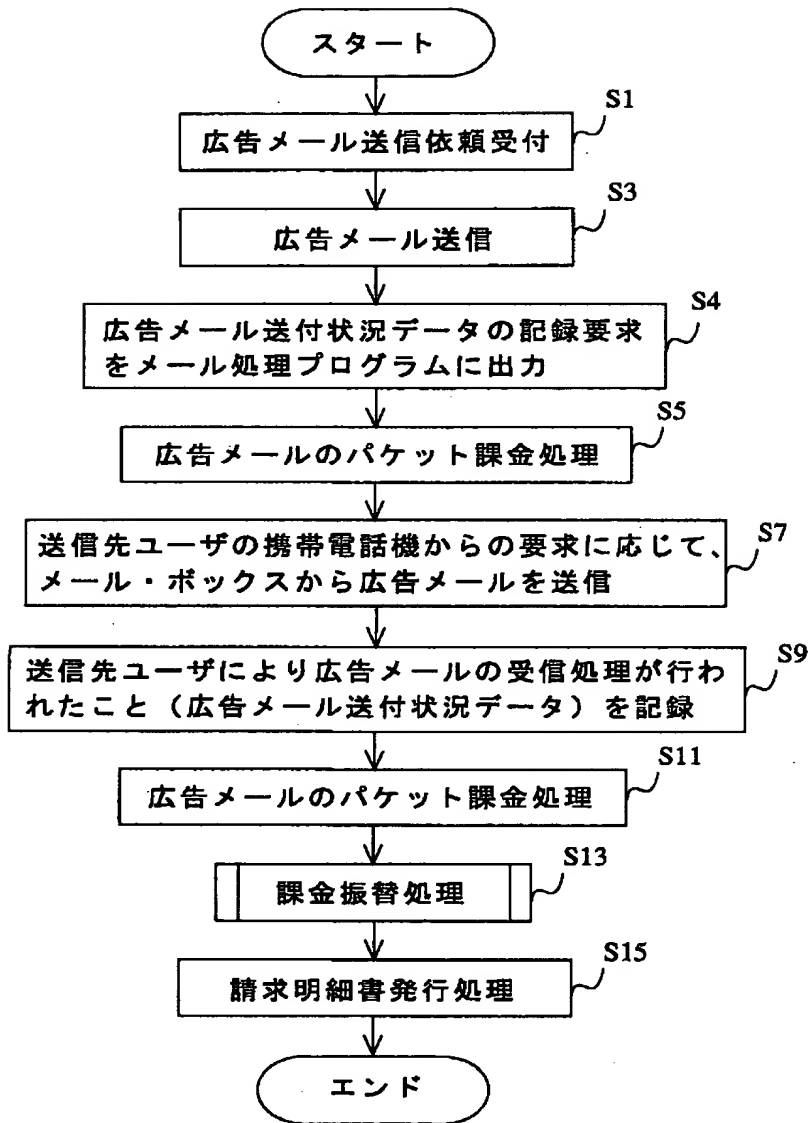 スタート
S1
広告メール送信依頼受付
S3
広告メール送信
S4
広告メール送付状況データの記録要求
をメール処理プログラムに出力
S5
広告メールのパケット課金処理
S7
送信先ユーザの携帯電話機からの要求に応じて、
メール・ボックスから広告メールを送信
S9
送信先ユーザにより広告メールの受信処理が行わ
れたこと（広告メール送付状況データ）を記録
S11
広告メールのパケット課金処理
S13
課金振替処理
S15
請求明細書発行処理
エンド